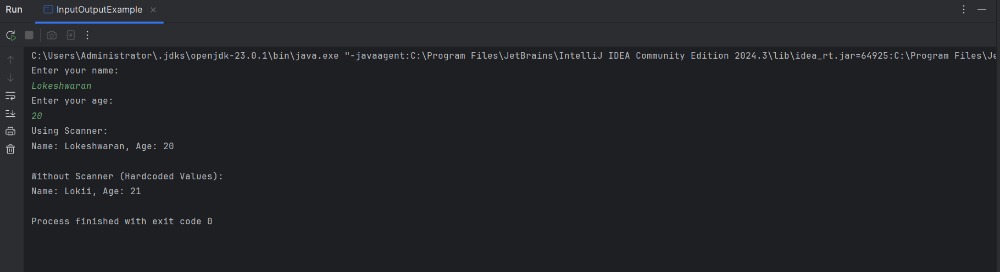 Run InputOutputExample
C:\Users\Administrator\.jdks\openjdk-23.0.1\bin\java.exe "-javaagent:C:\Program Files\JetBrains\IntelliJ IDEA Community Edition 2024.3\lib\idea_rt.jar=64925:C:\Program Files\Je
Enter your name:
Lokeshwaran
Enter your age:
20
Using Scanner:
Name: Lokeshwaran, Age: 20
Without Scanner (Hardcoded Values):
Name: Lokii, Age: 21
Process finished with exit code 0